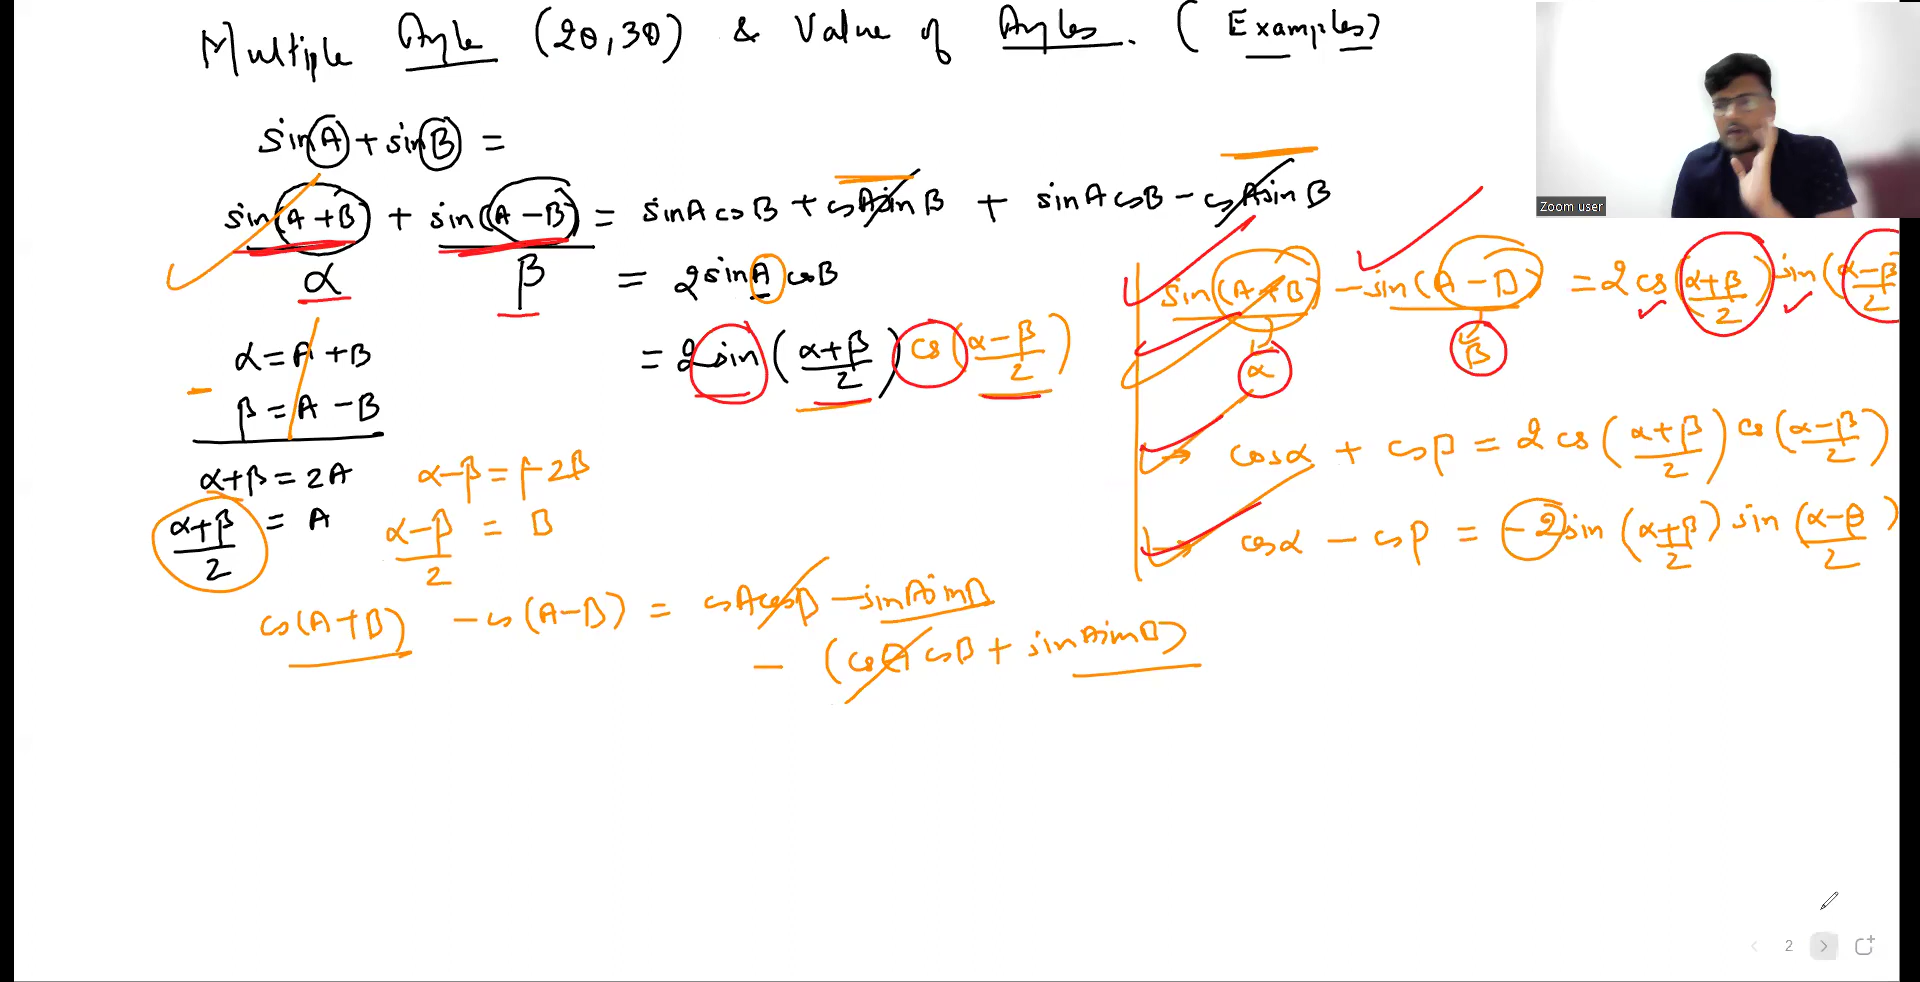 Multiple Angle (2θ, 3θ) & Value of Angles. (Examples)
Zoom user
sinA + sinB =
sin(A+B) + sin(A-B) = sinA cosB + cosA sinB + sinA cosB - cosA sinB
α β = 2 sinA cosB
= 2 sin (α+β/2) cos (α-β/2)
α = A + B
β = A - B
α+β = 2A α-β = +2B
α+β/2 = A α-β/2 = B
cos(A+B) - cos(A-B) = cosA cosB - sinA sinB
- (cosA cosB + sinA sinB)
sin(A+B) - sin(A-B) = 2 cos (α+β/2) sin (α-β/2
α β
→ cosα + cosβ = 2 cos (α+β/2) cos (α-β/2)
→ cosα - cosβ = -2 sin (α+β/2) sin (α-β/2)
2